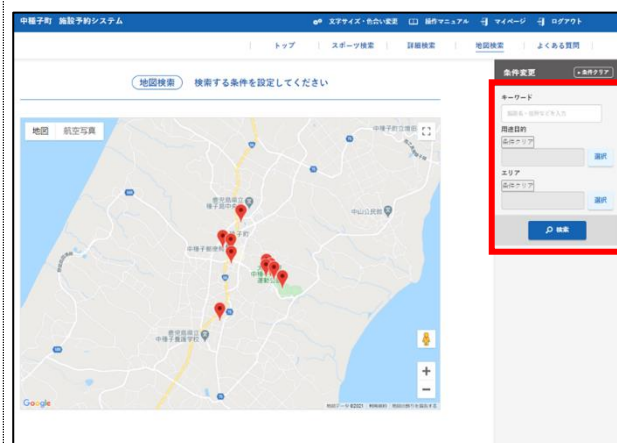 中種子町 施設予約システム
文字サイズ・色合い変更 操作マニュアル マイページ ログアウト
トップ スポーツ検索 詳細検索 地図検索 よくある質問
地図検索 検索する条件を設定してください
条件変更
条件クリア
キーワード
用途目的
条件クリア
選択
エリア
条件クリア
選択
検索
地図 航空写真
中山公民館
中種子養護学校
Google